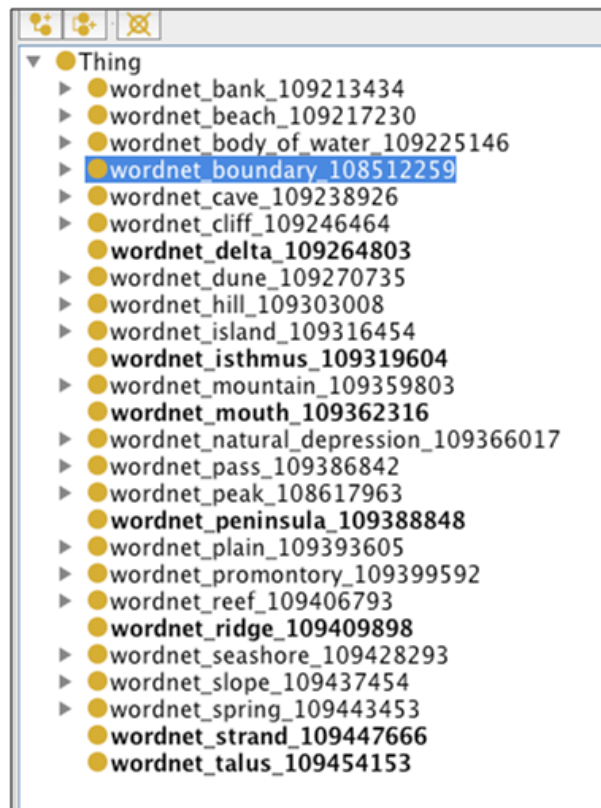 Thing
wordnet_bank_109213434
wordnet_beach_109217230
wordnet_body_of_water_109225146
wordnet_boundary_108512259
wordnet_cave_109238926
wordnet_cliff_109246464
wordnet_delta_109264803
wordnet_dune_109270735
wordnet_hill_109303008
wordnet_island_109316454
wordnet_isthmus_109319604
wordnet_mountain_109359803
wordnet_mouth_109362316
wordnet_natural_depression_109366017
wordnet_pass_109386842
wordnet_peak_108617963
wordnet_peninsula_109388848
wordnet_plain_109393605
wordnet_promontory_109399592
wordnet_reef_109406793
wordnet_ridge_109409898
wordnet_seashore_109428293
wordnet_slope_109437454
wordnet_spring_109443453
wordnet_strand_109447666
wordnet_talus_109454153